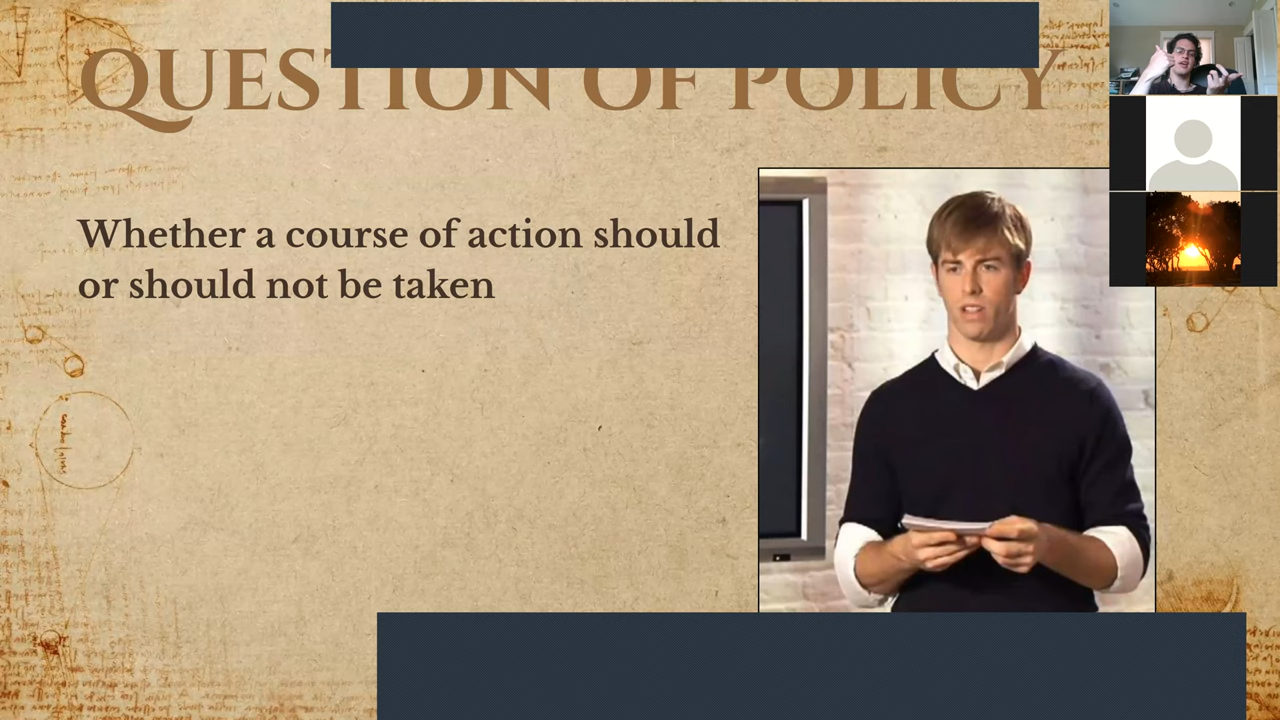 QUESTION OF POLICY
Whether a course of action should
or should not be taken